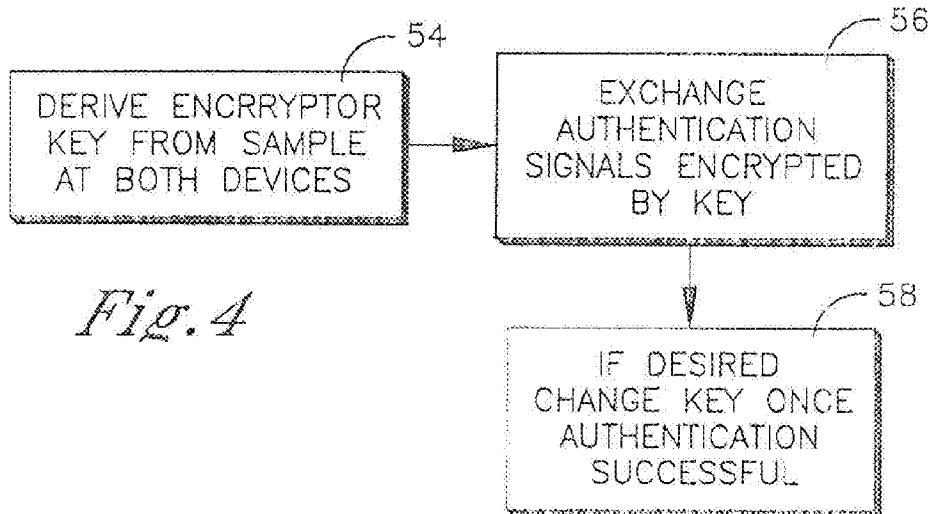 54
DERIVE ENCRRYPTOR
KEY FROM SAMPLE
AT BOTH DEVICES
56
EXCHANGE
AUTHENTICATION
SIGNALS ENCRYPTED
BY KEY
58
IF DESIRED
CHANGE KEY ONCE
AUTHENTICATION
SUCCESSFUL
Fig. 4